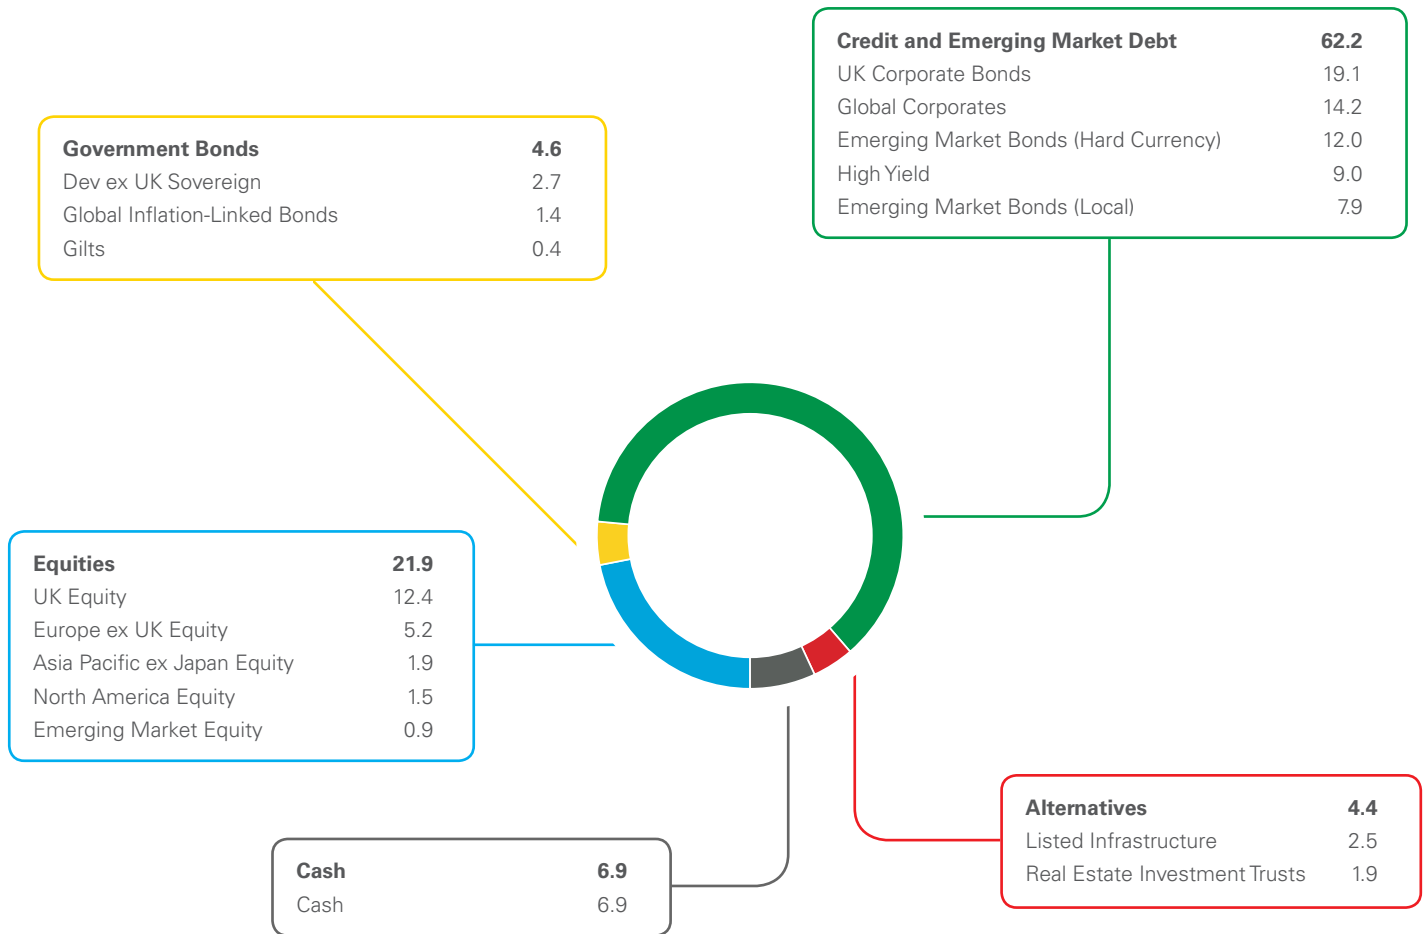 Credit and Emerging Market Debt 62.2
UK Corporate Bonds 19.1
Global Corporates 14.2
Emerging Market Bonds (Hard Currency) 12.0
High Yield 9.0
Emerging Market Bonds (Local) 7.9
Government Bonds 4.6
Dev ex UK Sovereign 2.7
Global Inflation-Linked Bonds 1.4
Gilts 0.4
Equities 21.9
UK Equity 12.4
Europe ex UK Equity 5.2
Asia Pacific ex Japan Equity 1.9
North America Equity 1.5
Emerging Market Equity 0.9
Alternatives 4.4
Listed Infrastructure 2.5
Real Estate Investment Trusts 1.9
Cash 6.9
Cash 6.9